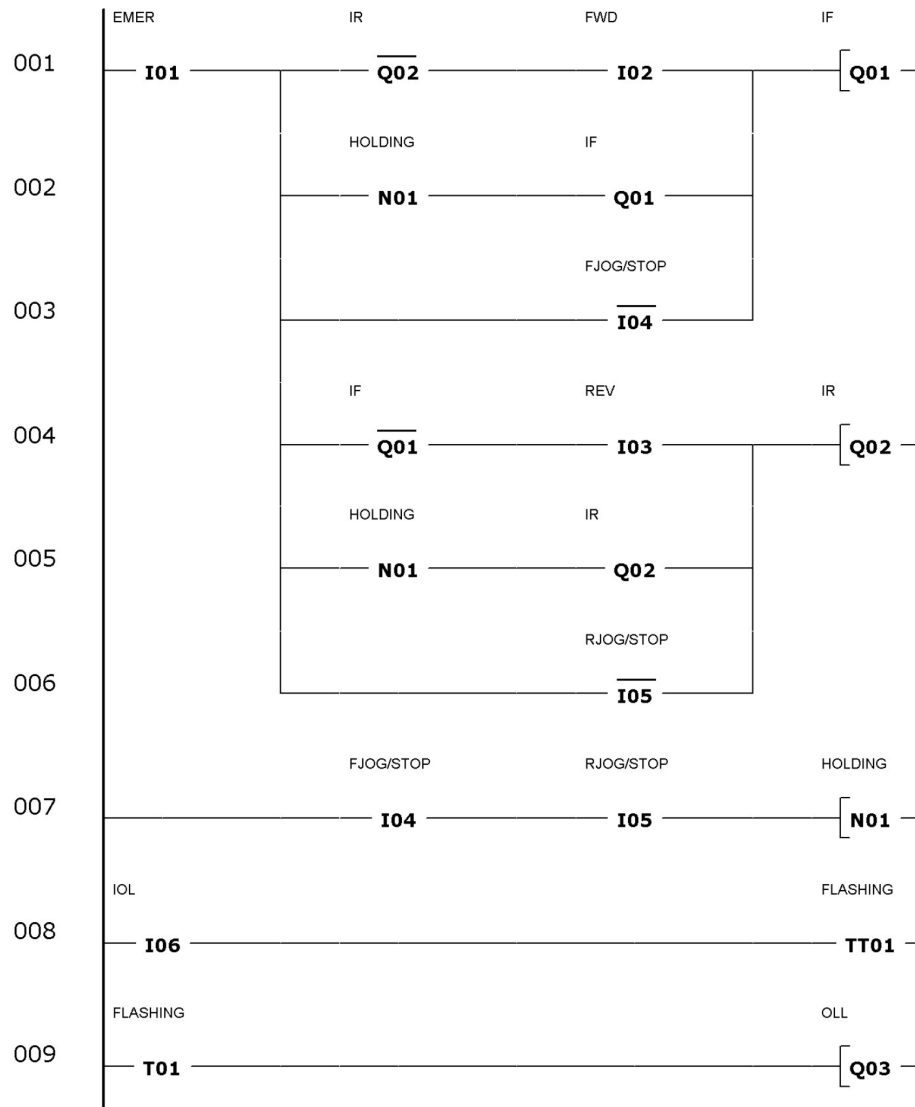 EMER IR FWD IF
001 I01 Q02 I02 Q01
HOLDING IF
002 N01 Q01
FJOG/STOP
003 I04
IF REV IR
004 Q01 I03 Q02
HOLDING IR
005 N01 Q02
RJOG/STOP
006 I05
FJOG/STOP RJOG/STOP HOLDING
007 I04 I05 N01
IOL FLASHING
008 I06 TT01
FLASHING OLL
009 T01 Q03